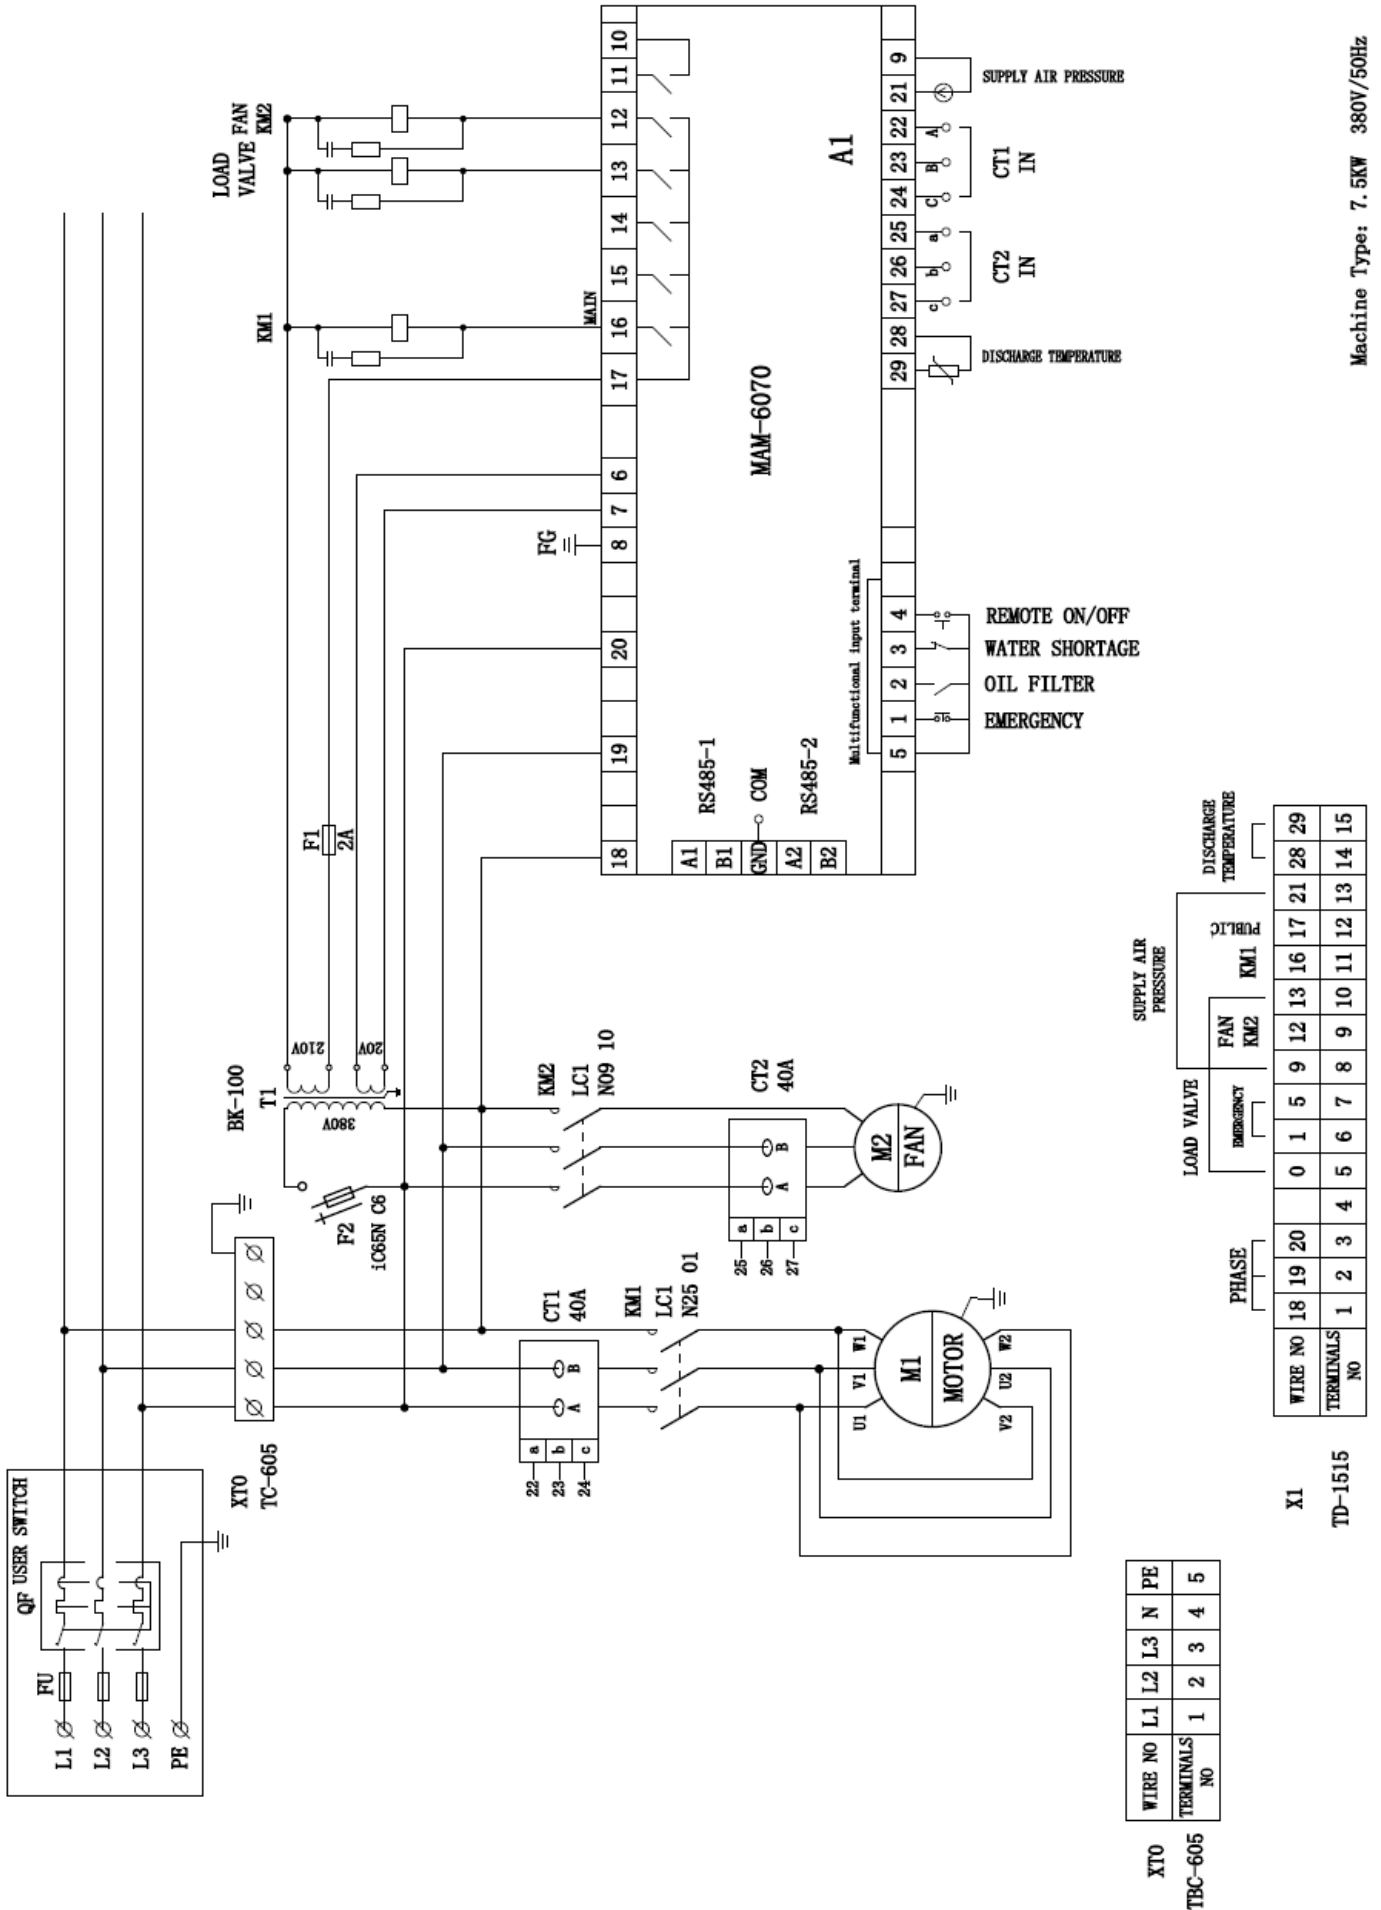 QF USER SWITCH
FU
L1
L2
L3
PE
XT0
TC-605
BK-100
T1
380V
210V
20V
F1
2A
F2
iC65N C6
KM1
LOAD
VALVE
FAN
KM2
FG
MAIN
10
11
12
13
14
15
16
17
6
7
8
20
19
18
MAM-6070
A1
RS485-1
A1
B1
GND
COM
A2
B2
RS485-2
Multifunctional input terminal
9
21
22
23
24
25
26
27
28
29
4
3
2
1
5
SUPPLY AIR PRESSURE
A
B
C
CT1
IN
a
b
c
CT2
IN
DISCHARGE TEMPERATURE
REMOTE ON/OFF
WATER SHORTAGE
OIL FILTER
EMERGENCY
CT1
40A
A
B
a
b
c
22
23
24
KM1
LC1
N25 01
U1
V1
W1
M1
MOTOR
V2
U2
W2
KM2
LC1
N09 10
CT2
40A
A
B
a
b
c
25
26
27
M2
FAN
XT0
TBC-605
WIRE NO L1 L2 L3 N PE
TERMINALS NO 1 2 3 4 5
X1
TD-1515
PHASE
LOAD VALVE
EMERGENCY
SUPPLY AIR
PRESSURE
FAN
KM2
KM1
PUBLIC
DISCHARGE
TEMPERATURE
WIRE NO 18 19 20 0 1 5 9 12 13 16 17 21 28 29
TERMINALS NO 1 2 3 4 5 6 7 8 9 10 11 12 13 14 15
Machine Type: 7.5KW 380V/50Hz